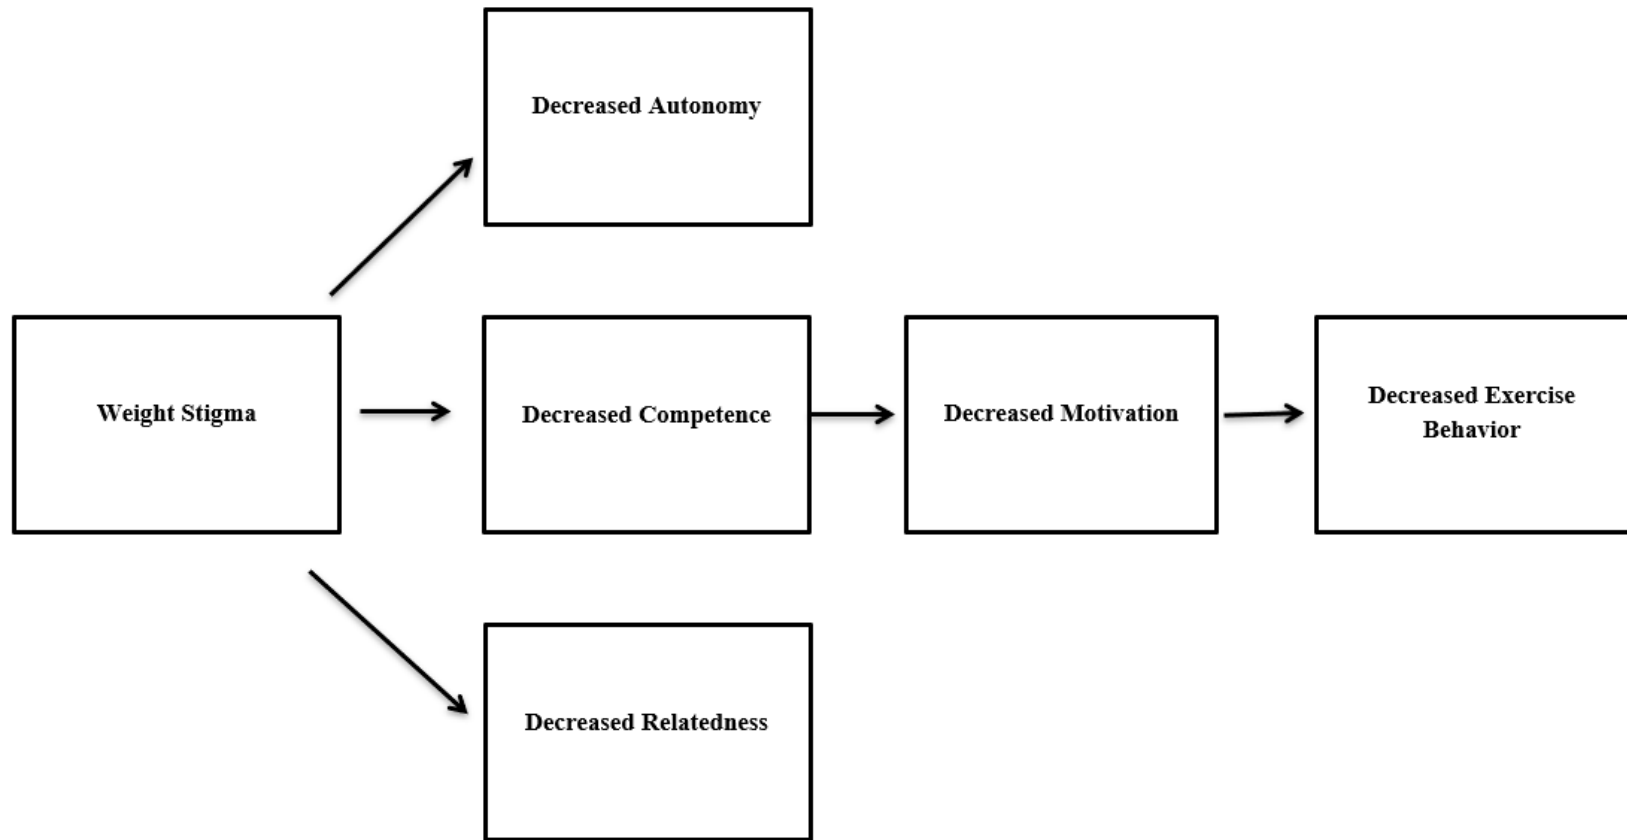 Decreased Autonomy
Weight Stigma
Decreased Competence
Decreased Motivation
Decreased Exercise
Behavior
Decreased Relatedness